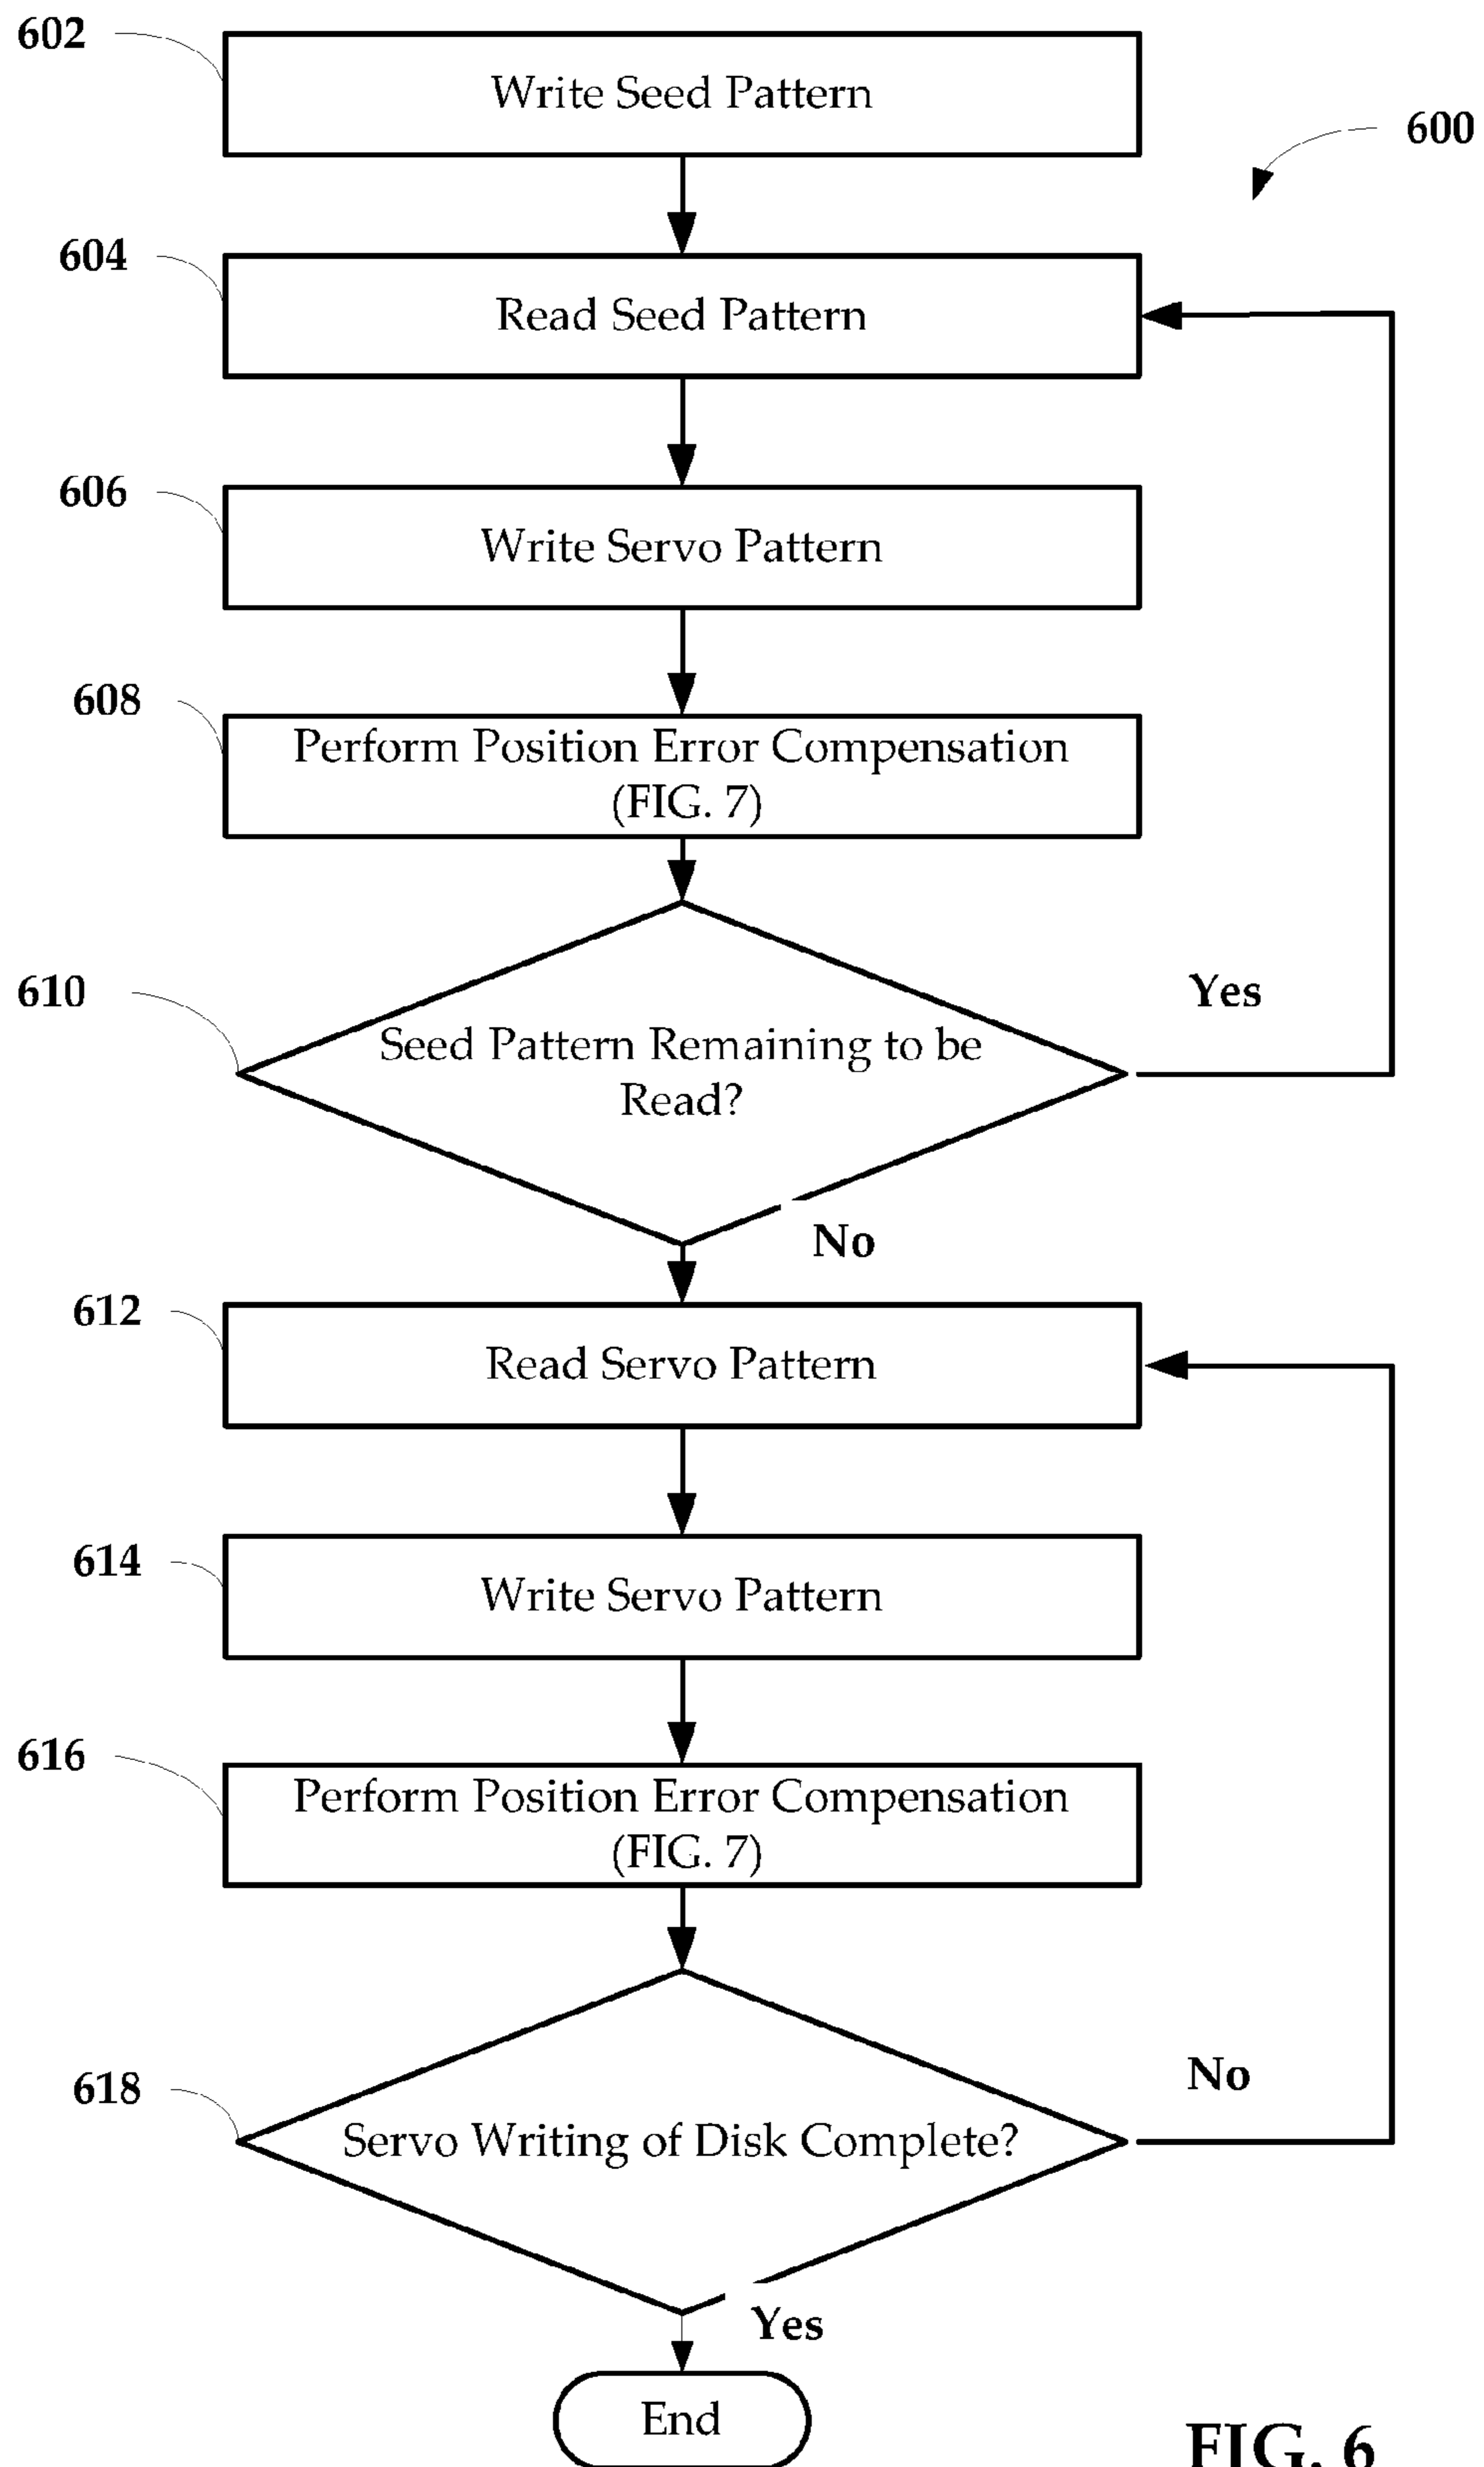 602
Write Seed Pattern
600
604
Read Seed Pattern
606
Write Servo Pattern
608
Perform Position Error Compensation
(FIG. 7)
610
Yes
Seed Pattern Remaining to be
Read?
No
612
Read Servo Pattern
614
Write Servo Pattern
616
Perform Position Error Compensation
(FIG. 7)
618
No
Servo Writing of Disk Complete?
Yes
End
FIG. 6